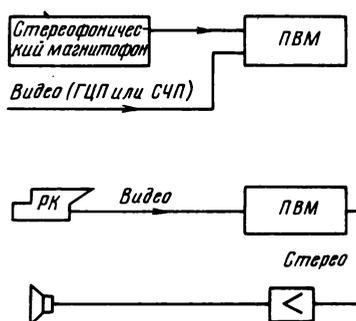 Стереофоничес-
кий магнитофон
ПВМ
Видео (ГЦП или СЧП)
РК
Видео
ПВМ
Стерео
<